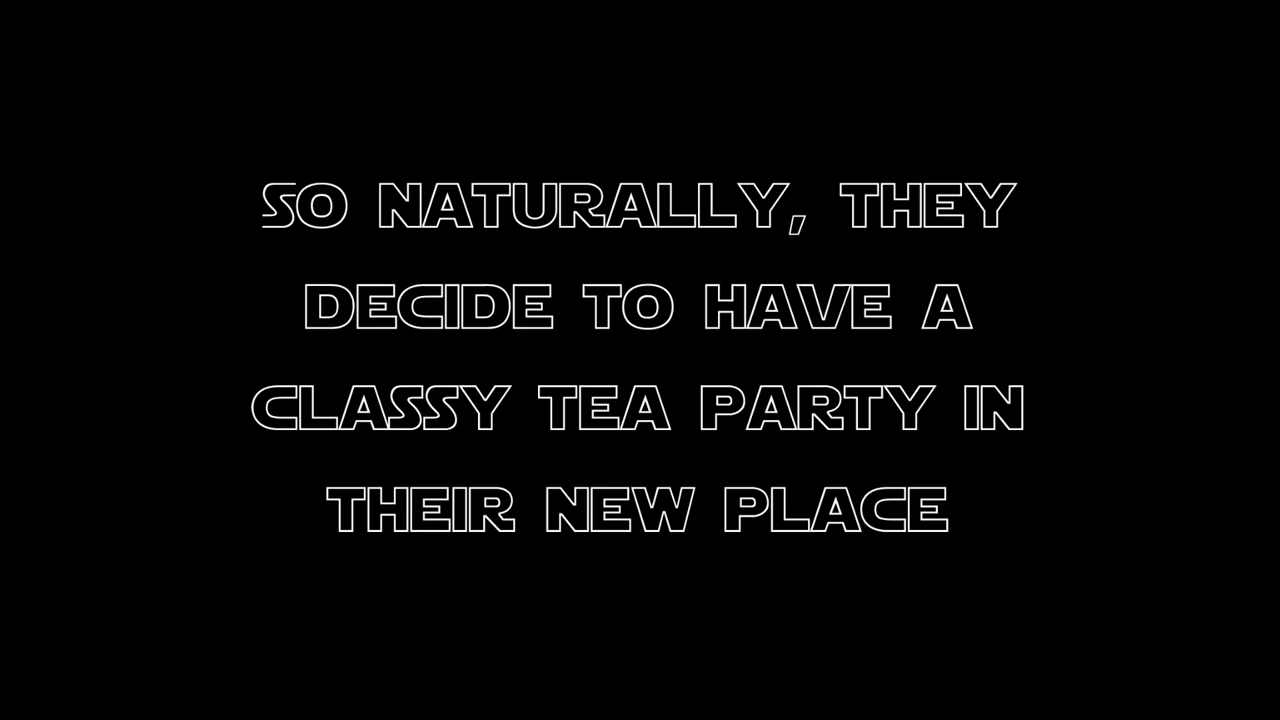 SO NATURALLY, THEY
DECIDE TO HAVE A
CLASSY TEA PARTY IN
THEIR NEW PLACE